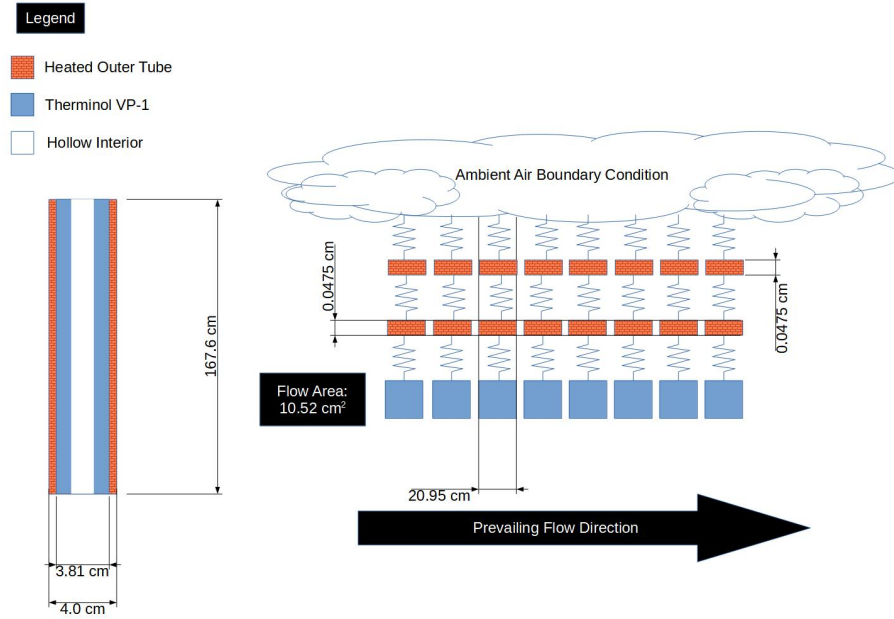 Legend
Heated Outer Tube
Therminol VP-1
Hollow Interior
Ambient Air Boundary Condition
0.0475 cm
0.0475 cm
167.6 cm
Flow Area:
10.52 cm²
20.95 cm
Prevailing Flow Direction
3.81 cm
4.0 cm